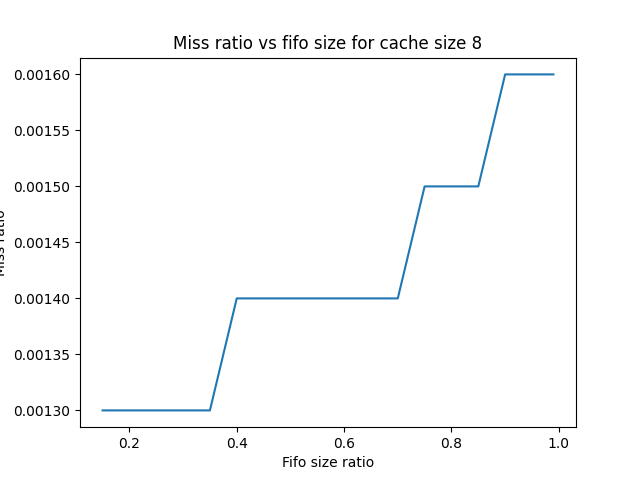 Miss ratio vs fifo size for cache size 8
0.00160
0.00155
0.00150
0.00145
0.00140
0.00135
0.00130
Miss ratio
0.2 0.4 0.6 0.8 1.0
Fifo size ratio